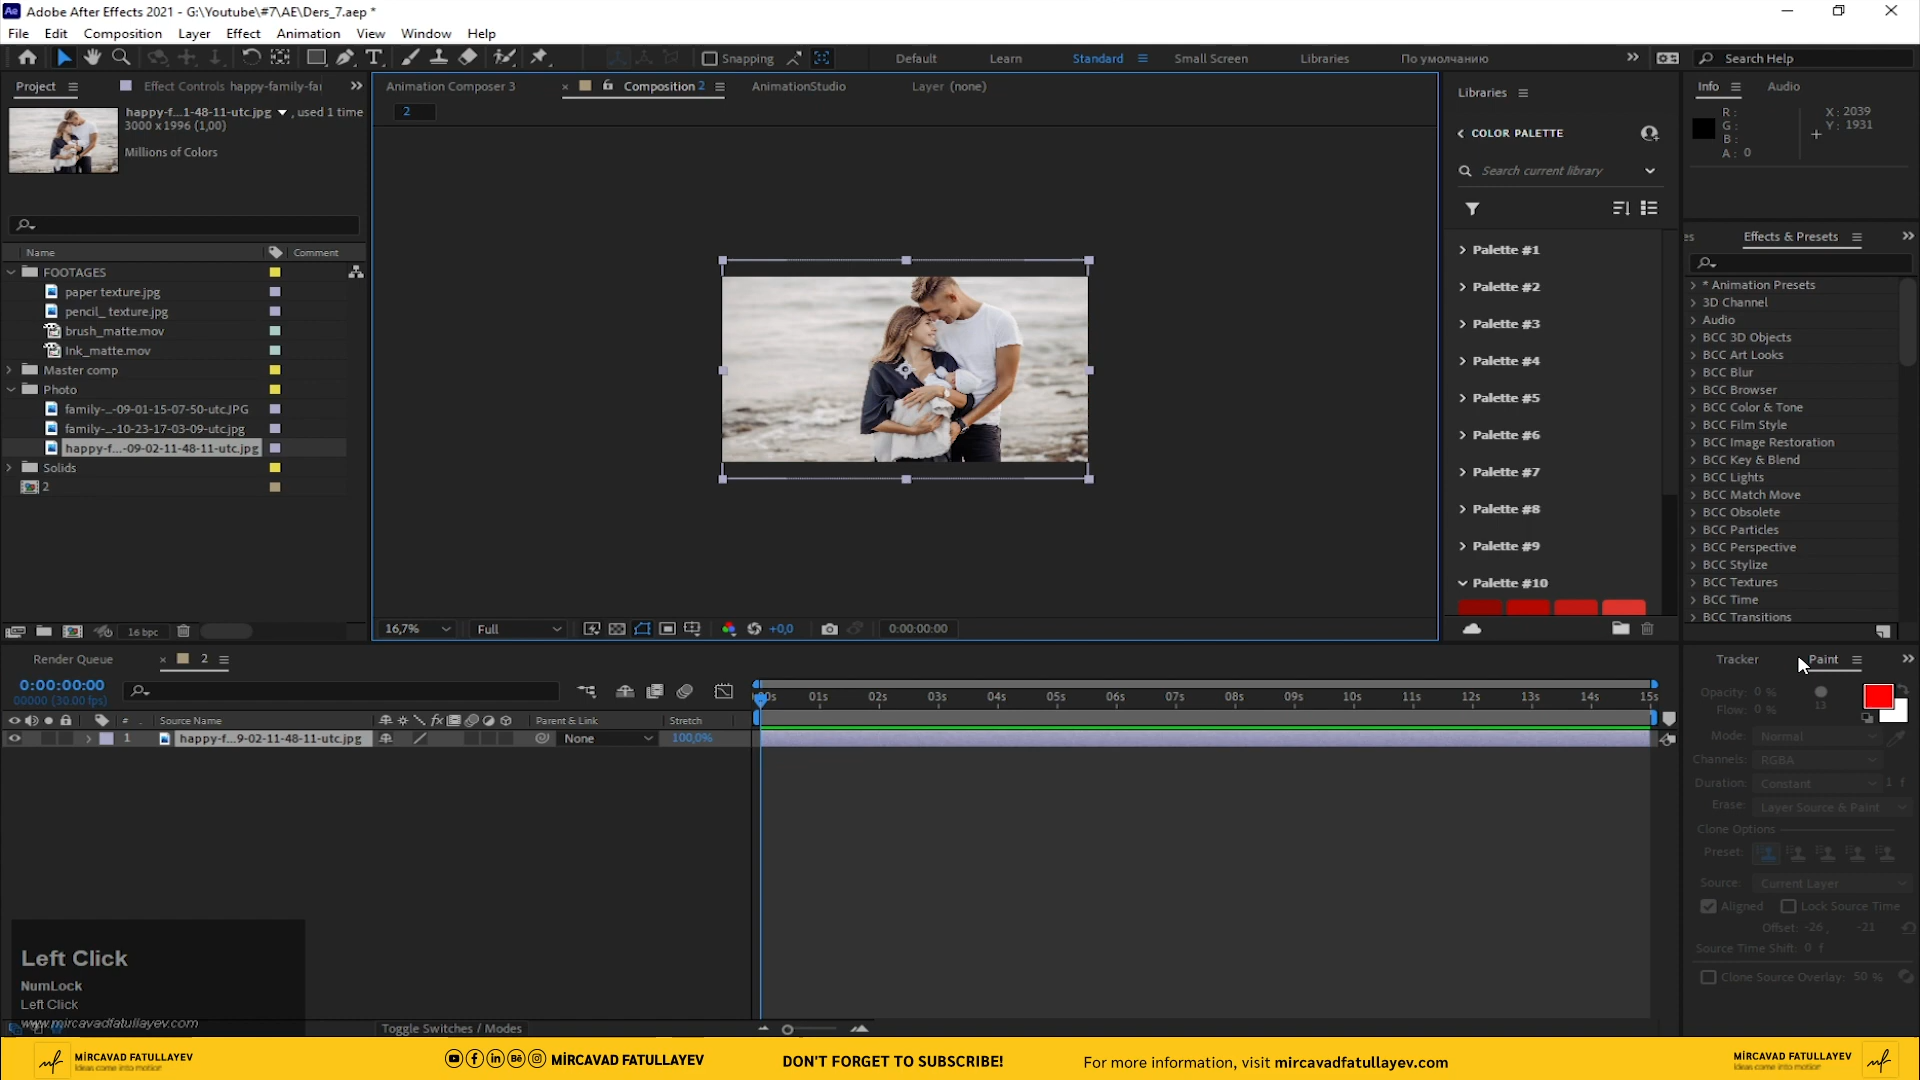 Adobe After Effects 2021 - G:\Youtube\#7\AE\Ders_7.aep *
File Edit Composition Layer Effect Animation View Window Help
Snapping Default Learn Standard Small Screen Libraries По умолчанию Search Help
Project Effect Controls happy-family-fai
happy-f...1-48-11-utc.jpg , used 1 time
3000 x 1996 (1,00)
Millions of Colors
Name Comment
FOOTAGES
paper texture.jpg
pencil_ texture.jpg
brush_matte.mov
Ink_matte.mov
Master comp
Photo
family-...-09-01-15-07-50-utc.JPG
family-...-10-23-17-03-09-utc.jpg
happy-f...-09-02-11-48-11-utc.jpg
Solids
2
16 bpc
Animation Composer 3 Composition 2 AnimationStudio Layer (none)
2
16,7% Full +0,0 0:00:00:00
Libraries
COLOR PALETTE
Search current library
Palette #1
Palette #2
Palette #3
Palette #4
Palette #5
Palette #6
Palette #7
Palette #8
Palette #9
Palette #10
Info Audio
R:
G:
B:
A: 0
X: 2039
Y: 1931
es Effects & Presets
* Animation Presets
3D Channel
Audio
BCC 3D Objects
BCC Art Looks
BCC Blur
BCC Browser
BCC Color & Tone
BCC Film Style
BCC Image Restoration
BCC Key & Blend
BCC Lights
BCC Match Move
BCC Obsolete
BCC Particles
BCC Perspective
BCC Stylize
BCC Textures
BCC Time
BCC Transitions
Render Queue 2
0:00:00:00
00000 (30.00 fps)
# Source Name Parent & Link Stretch
1 happy-f...9-02-11-48-11-utc.jpg None 100,0%
00s 01s 02s 03s 04s 05s 06s 07s 08s 09s 10s 11s 12s 13s 14s 15s
Toggle Switches / Modes
Tracker Paint
Opacity: 0 %
Flow: 0 %
13
Mode: Normal
Channels: RGBA
Duration: Constant 1 f
Erase: Layer Source & Paint
Clone Options
Preset:
Source: Current Layer
Aligned Lock Source Time
Offset: -26, -21
Source Time Shift: 0 f
Clone Source Overlay: 50 %
Left Click
NumLock
Left Click
www.mircavadfatullayev.com
MİRCAVAD FATULLAYEV
Ideas come into motion
MİRCAVAD FATULLAYEV
DON'T FORGET TO SUBSCRIBE!
For more information, visit mircavadfatullayev.com
MİRCAVAD FATULLAYEV
Ideas come into motion